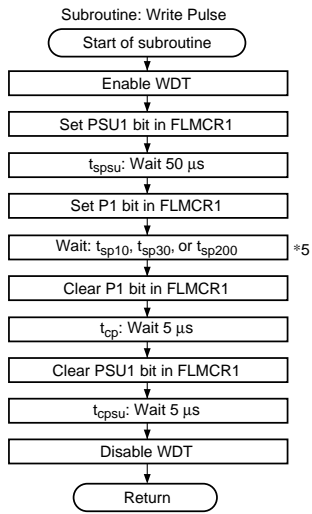 Subroutine: Write Pulse
Start of subroutine
Enable WDT
Set PSU1 bit in FLMCR1
tspsu: Wait 50 μs
Set P1 bit in FLMCR1
Wait: tsp10, tsp30, or tsp200 *5
Clear P1 bit in FLMCR1
tcp: Wait 5 μs
Clear PSU1 bit in FLMCR1
tcpsu: Wait 5 μs
Disable WDT
Return